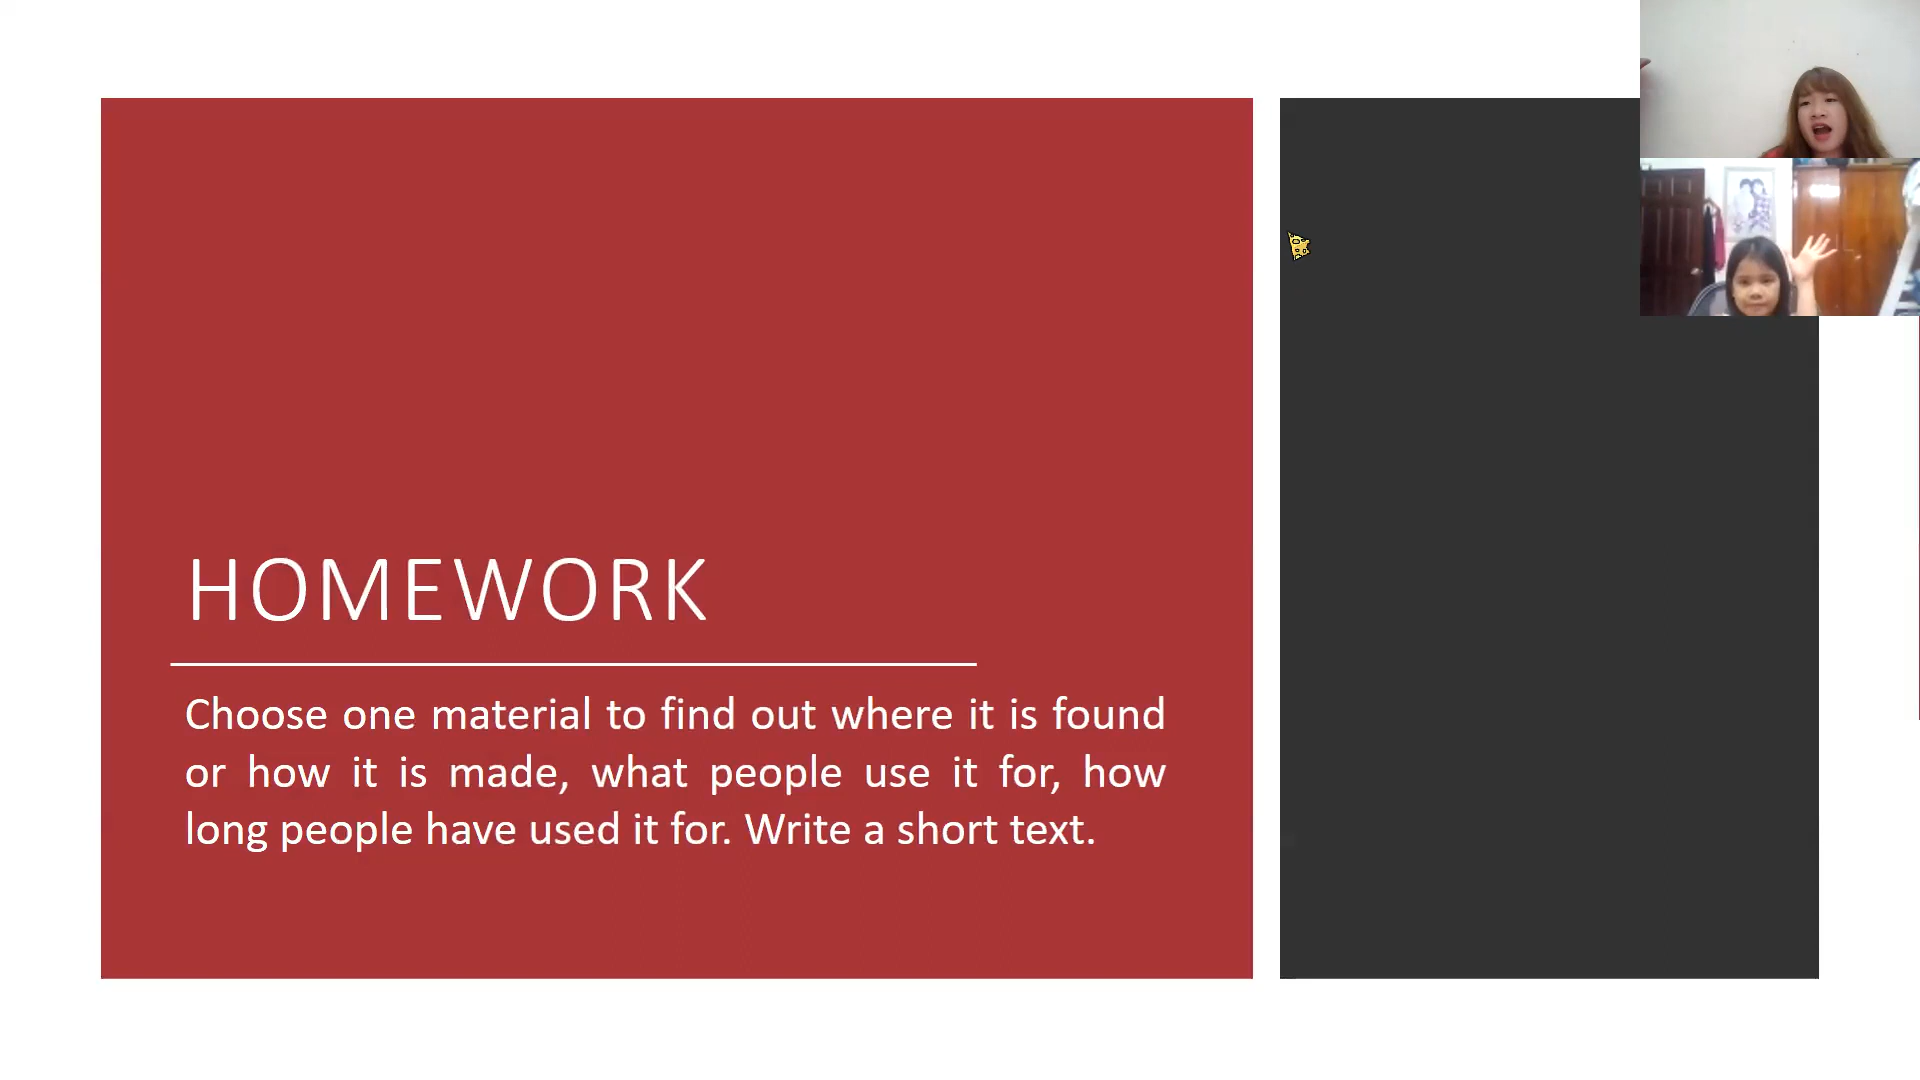 HOMEWORK
Choose one material to find out where it is found
or how it is made, what people use it for, how
long people have used it for. Write a short text.